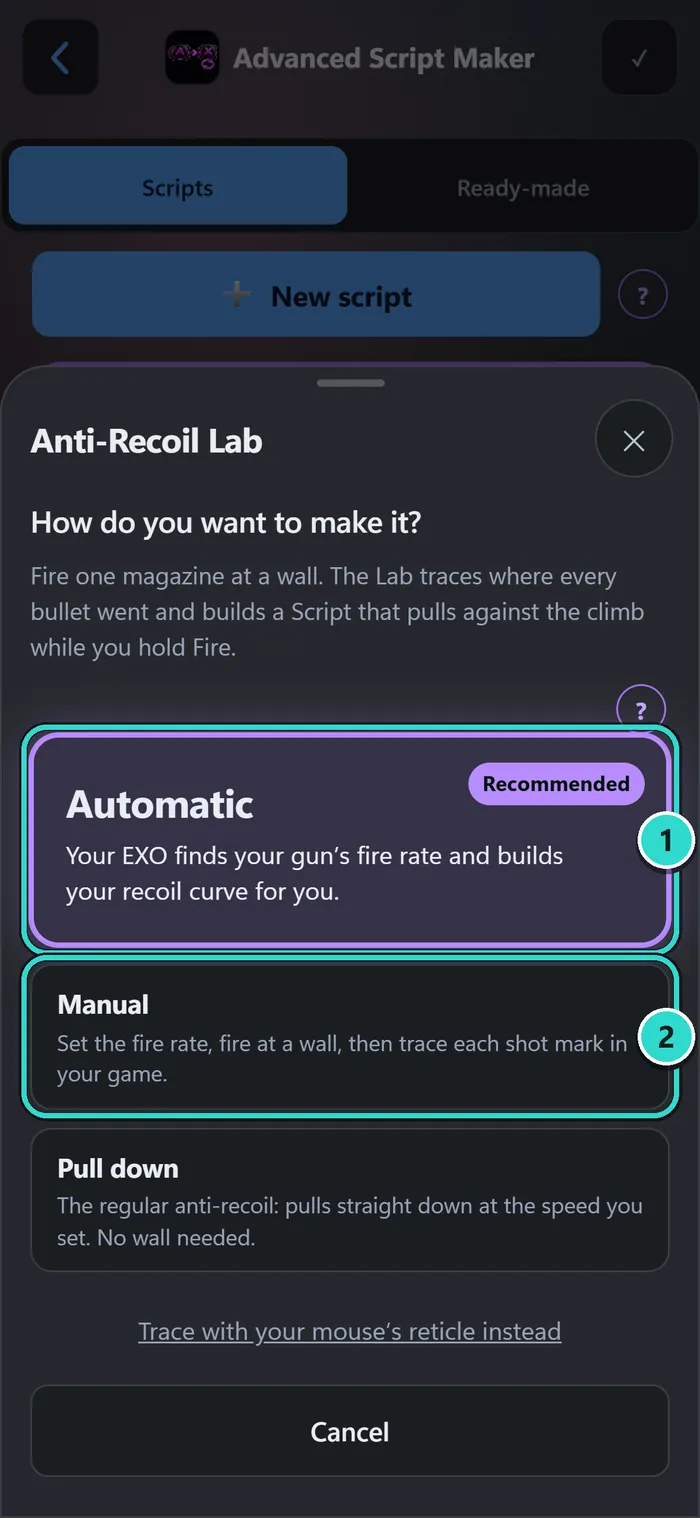 Advanced Script Maker
✓
Scripts
Ready-made
➕ New script
?
Anti-Recoil Lab
How do you want to make it?
Fire one magazine at a wall. The Lab traces where every
bullet went and builds a Script that pulls against the climb
while you hold Fire.
?
Recommended
Automatic
1
Your EXO finds your gun’s fire rate and builds
your recoil curve for you.
Manual
2
Set the fire rate, fire at a wall, then trace each shot mark in
your game.
Pull down
The regular anti-recoil: pulls straight down at the speed you
set. No wall needed.
Trace with your mouse’s reticle instead
Cancel